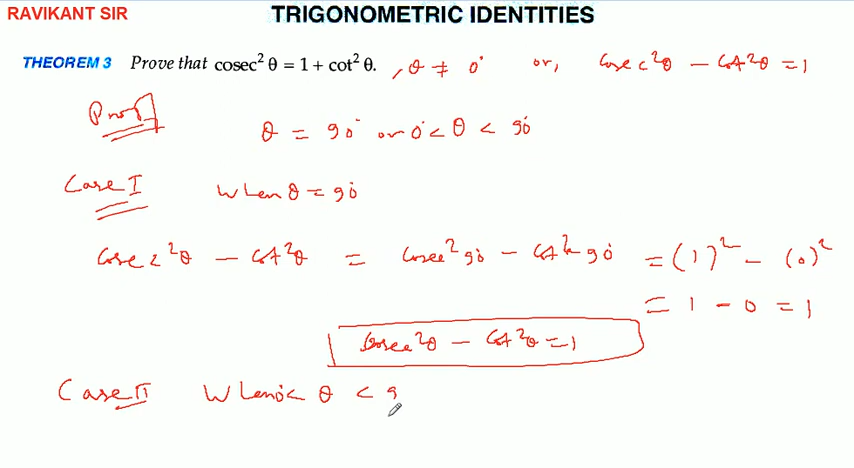 RAVIKANT SIR
TRIGONOMETRIC IDENTITIES
THEOREM 3 Prove that cosec² θ = 1 + cot² θ. , θ ≠ 0° or, Cosec²θ - Cot²θ = 1
Proof
θ = 90° or 0° < θ < 90°
Case I When θ = 90°
Cosec²θ - Cot²θ = Cosec²90° - Cot²90° = (1)² - (0)²
= 1 - 0 = 1
Cosec²θ - Cot²θ = 1
Case II When 0° < θ < 9